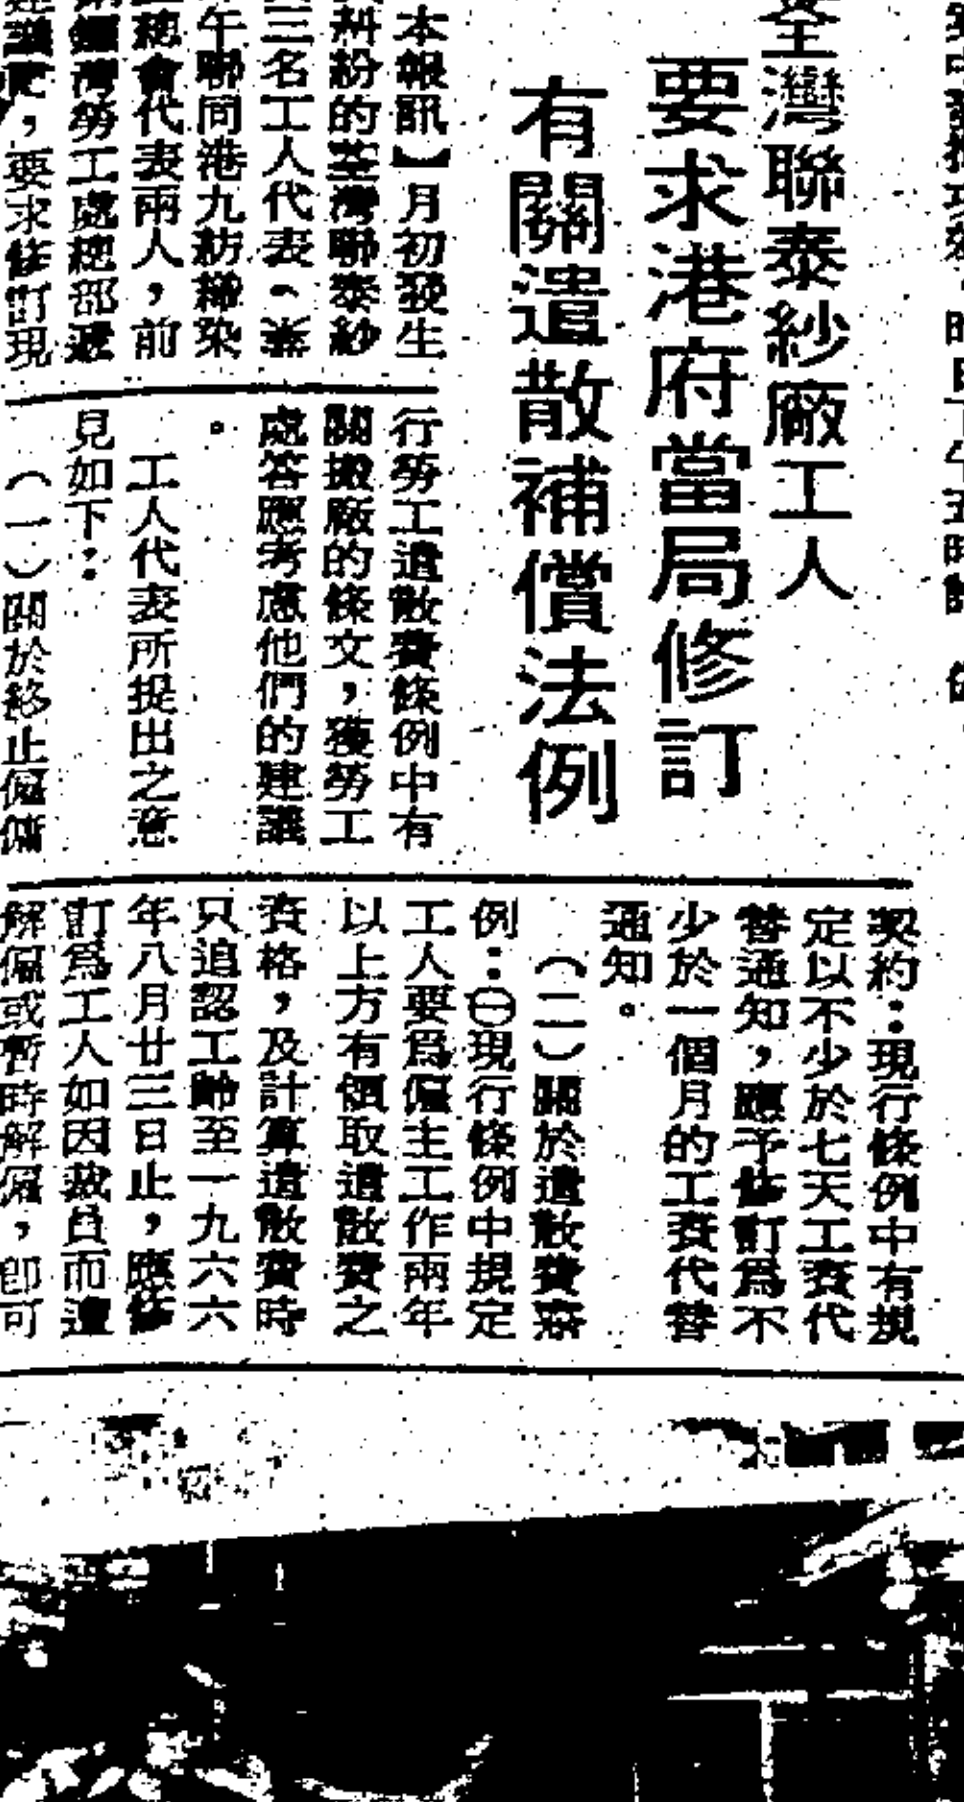 荃灣聯泰紗廠工人
要求港府當局修訂
有關遣散補償法例
本報訊】月初發生
糾紛的荃灣聯泰紗
三名工人代表,
午聯同港九紡織染
總會代表兩人,前
銅鑼灣勞工處總部遞
建議書,要求修訂現
行勞工遣散費條例中有
關搬廠的條文,獲勞工
處答應考慮他們的建議
。
工人代表所提出之意
見如下:
(一)關於終止僱傭
契約:現行條例中有規
定以不少於七天工資代
替通知,應予修訂為不
少於一個月的工資代替
通知。
(二)關於遣散費條
例:㊀現行條例中規定
工人要為僱主工作兩年
以上方有領取遣散費之
資格,及計算遣散費時
只追認工齡至一九六六
年八月廿三日止,應修
訂為工人如因裁員而遭
解僱或暫時解僱,即可